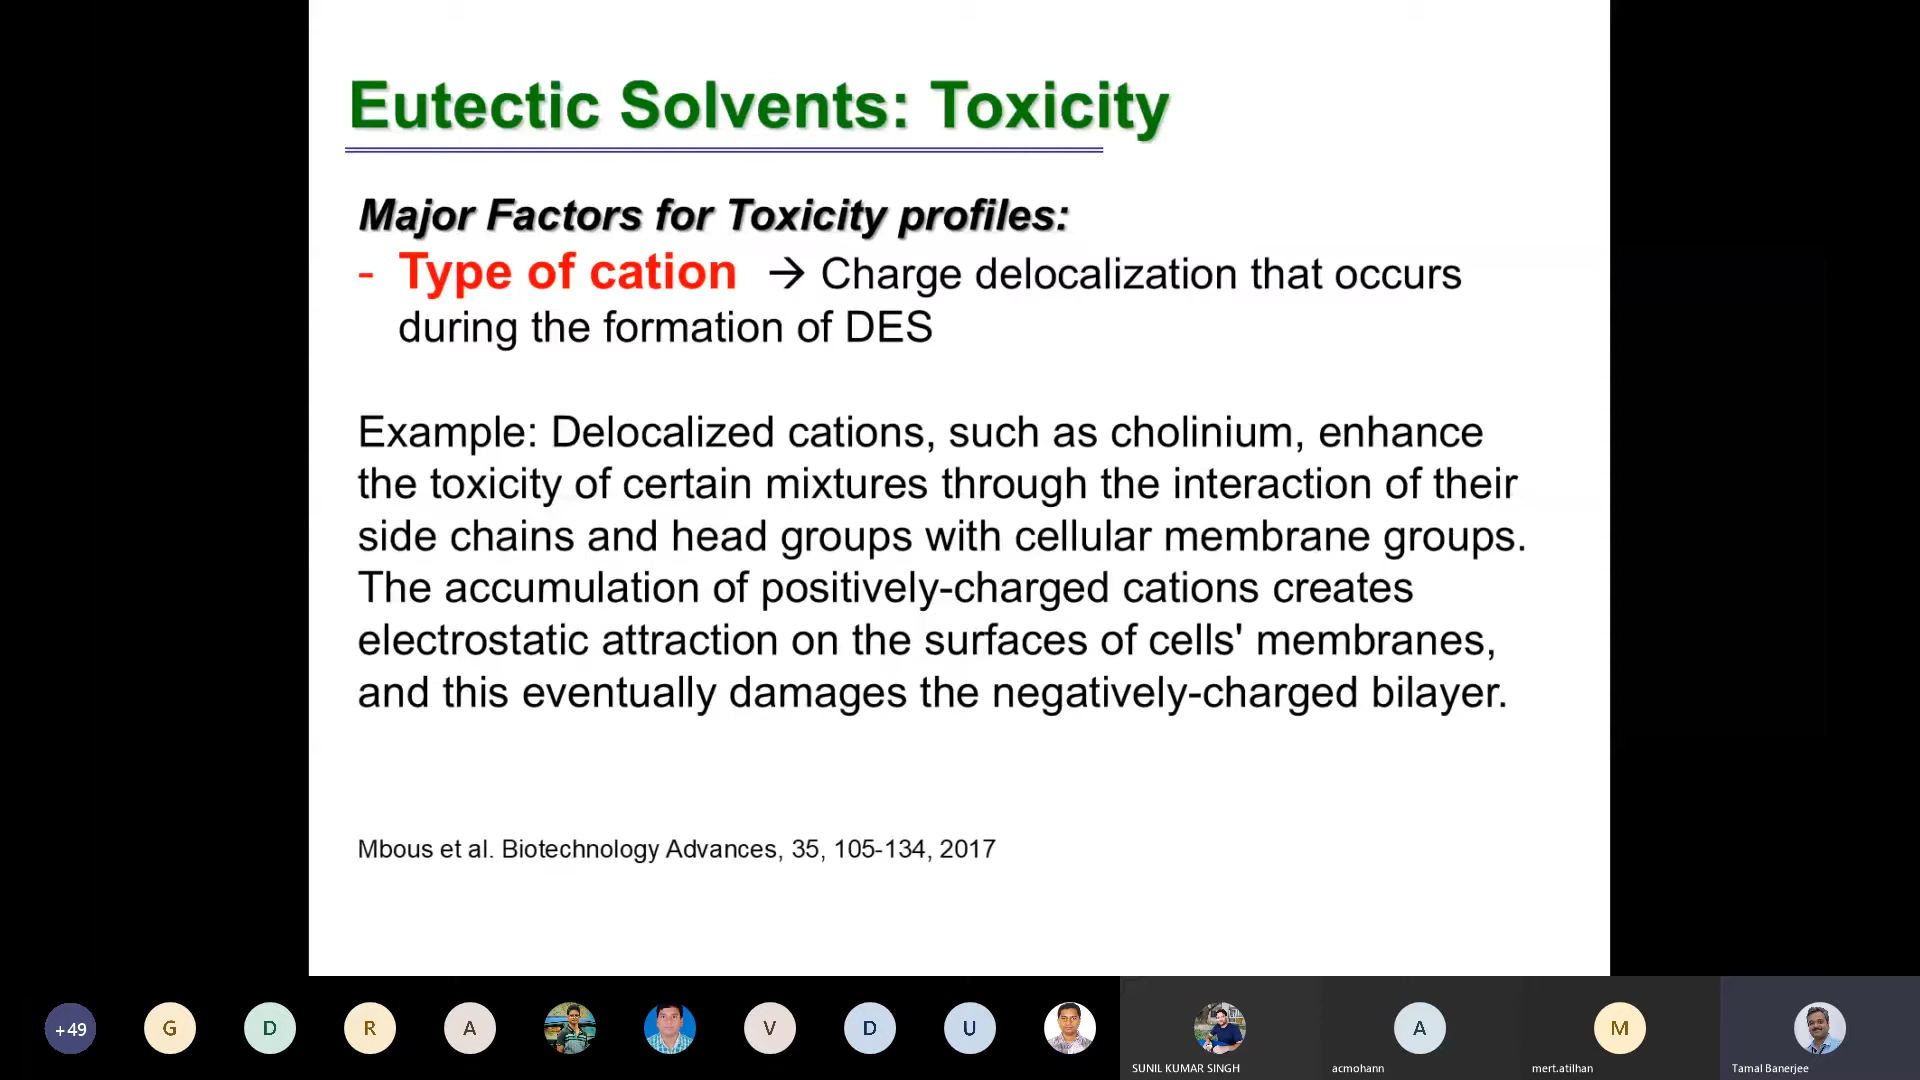 Eutectic Solvents: Toxicity
Major Factors for Toxicity profiles:
- Type of cation → Charge delocalization that occurs
during the formation of DES
Example: Delocalized cations, such as cholinium, enhance
the toxicity of certain mixtures through the interaction of their
side chains and head groups with cellular membrane groups.
The accumulation of positively-charged cations creates
electrostatic attraction on the surfaces of cells' membranes,
and this eventually damages the negatively-charged bilayer.
Mbous et al. Biotechnology Advances, 35, 105-134, 2017
+49 G D R A V D U A M
SUNIL KUMAR SINGH acmohann mert.atilhan Tamal Banerjee